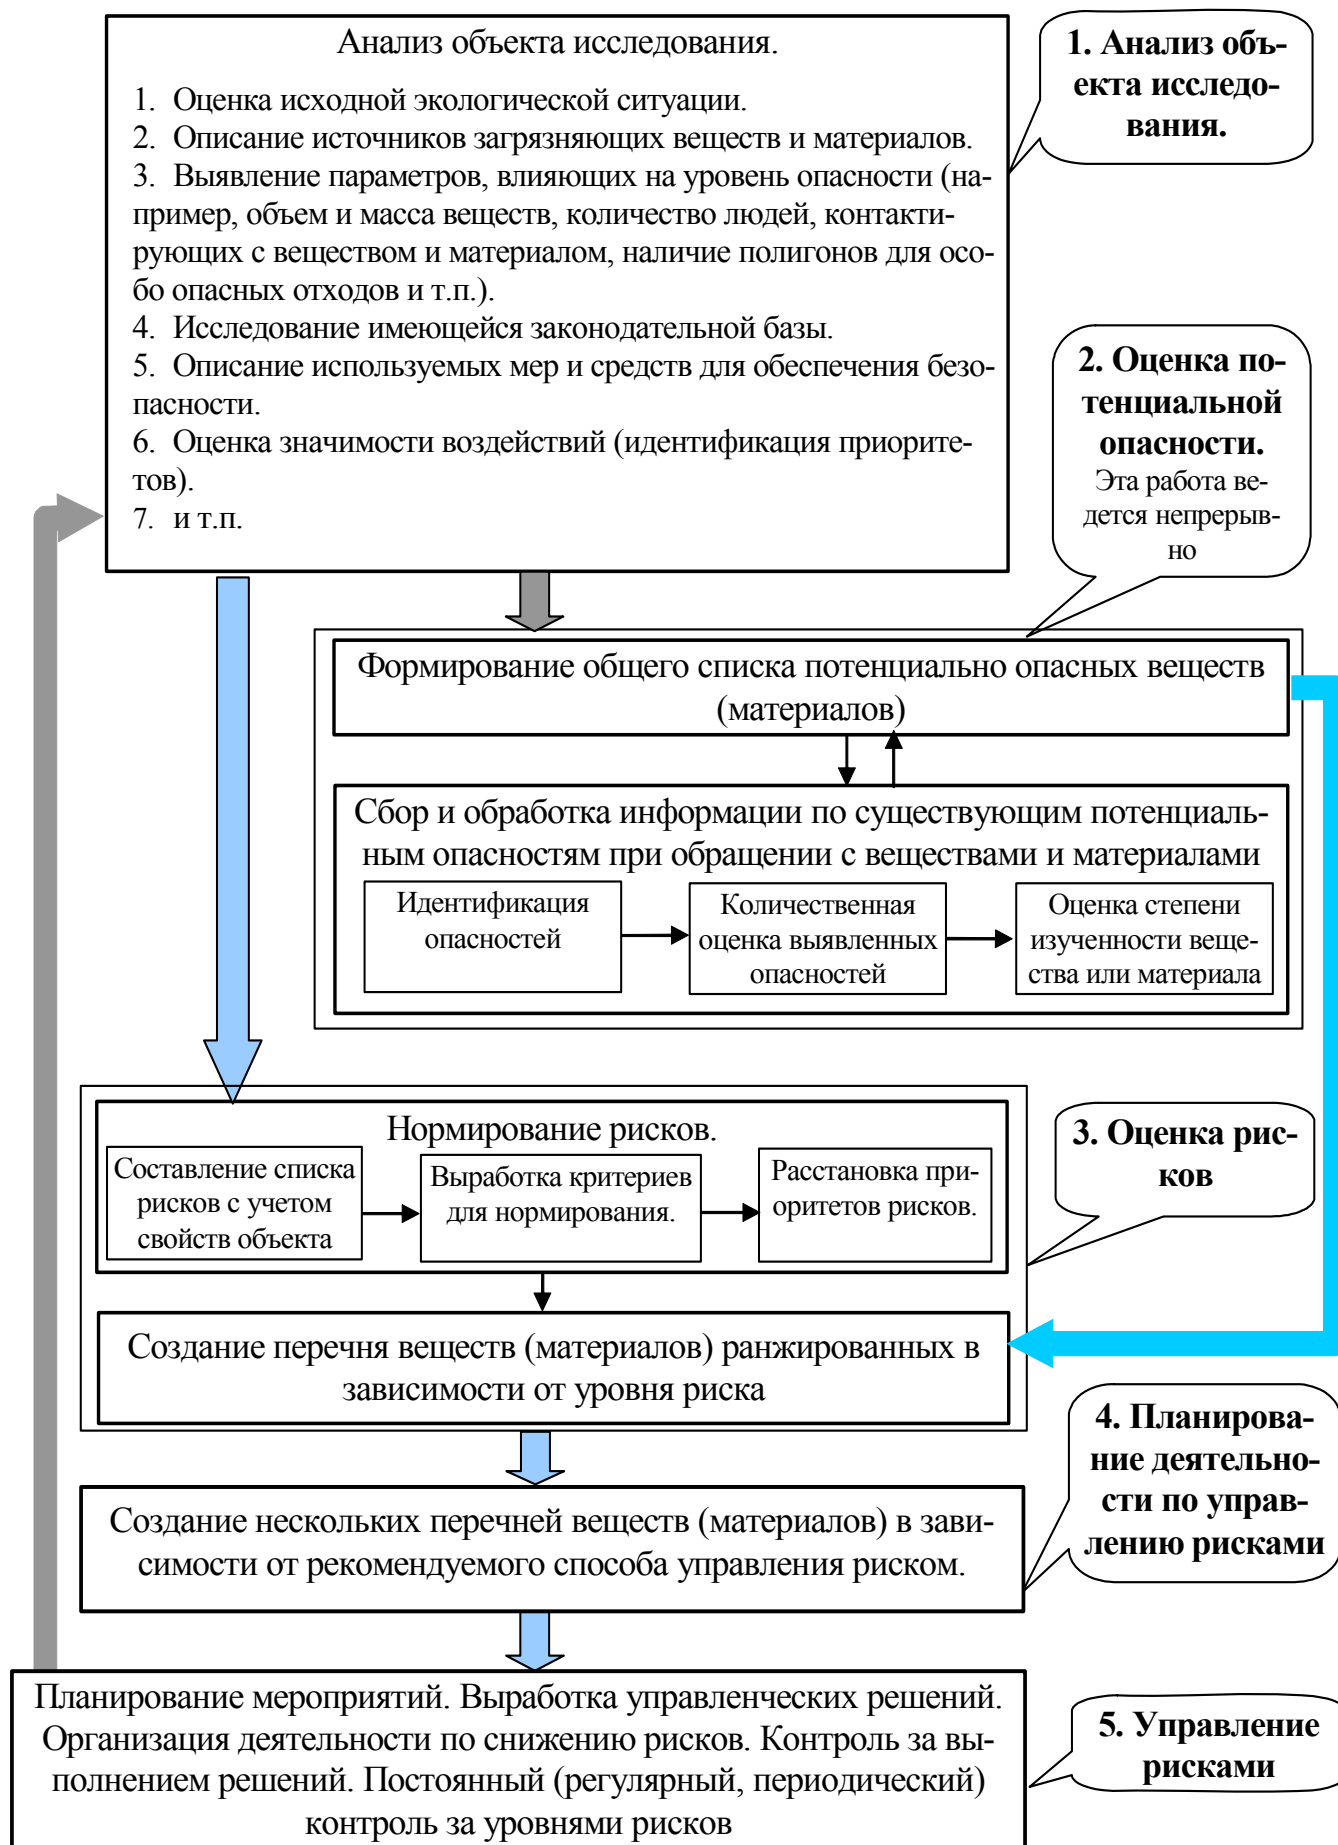 Анализ объекта исследования.
1. Оценка исходной экологической ситуации.
2. Описание источников загрязняющих веществ и материалов.
3. Выявление параметров, влияющих на уровень опасности (на-
пример, объем и масса веществ, количество людей, контакти-
рующих с веществом и материалом, наличие полигонов для осо-
бо опасных отходов и т.п.).
4. Исследование имеющейся законодательной базы.
5. Описание используемых мер и средств для обеспечения безо-
пасности.
6. Оценка значимости воздействий (идентификация приорите-
тов).
7. и т.п.
1. Анализ объ-
екта исследо-
вания.
2. Оценка по-
тенциальной
опасности.
Эта работа ве-
дется непрерыв-
но
Формирование общего списка потенциально опасных веществ
(материалов)
Сбор и обработка информации по существующим потенциаль-
ным опасностям при обращении с веществами и материалами
Идентификация
опасностей
Количественная
оценка выявленных
опасностей
Оценка степени
изученности веще-
ства или материала
Нормирование рисков.
Составление списка
рисков с учетом
свойств объекта
Выработка критериев
для нормирования.
Расстановка при-
оритетов рисков.
3. Оценка рис-
ков
Создание перечня веществ (материалов) ранжированных в
зависимости от уровня риска
4. Планирова-
ние деятельно-
сти по управ-
лению рисками
Создание нескольких перечней веществ (материалов) в зави-
симости от рекомендуемого способа управления риском.
Планирование мероприятий. Выработка управленческих решений.
Организация деятельности по снижению рисков. Контроль за вы-
полнением решений. Постоянный (регулярный, периодический)
контроль за уровнями рисков
5. Управление
рисками